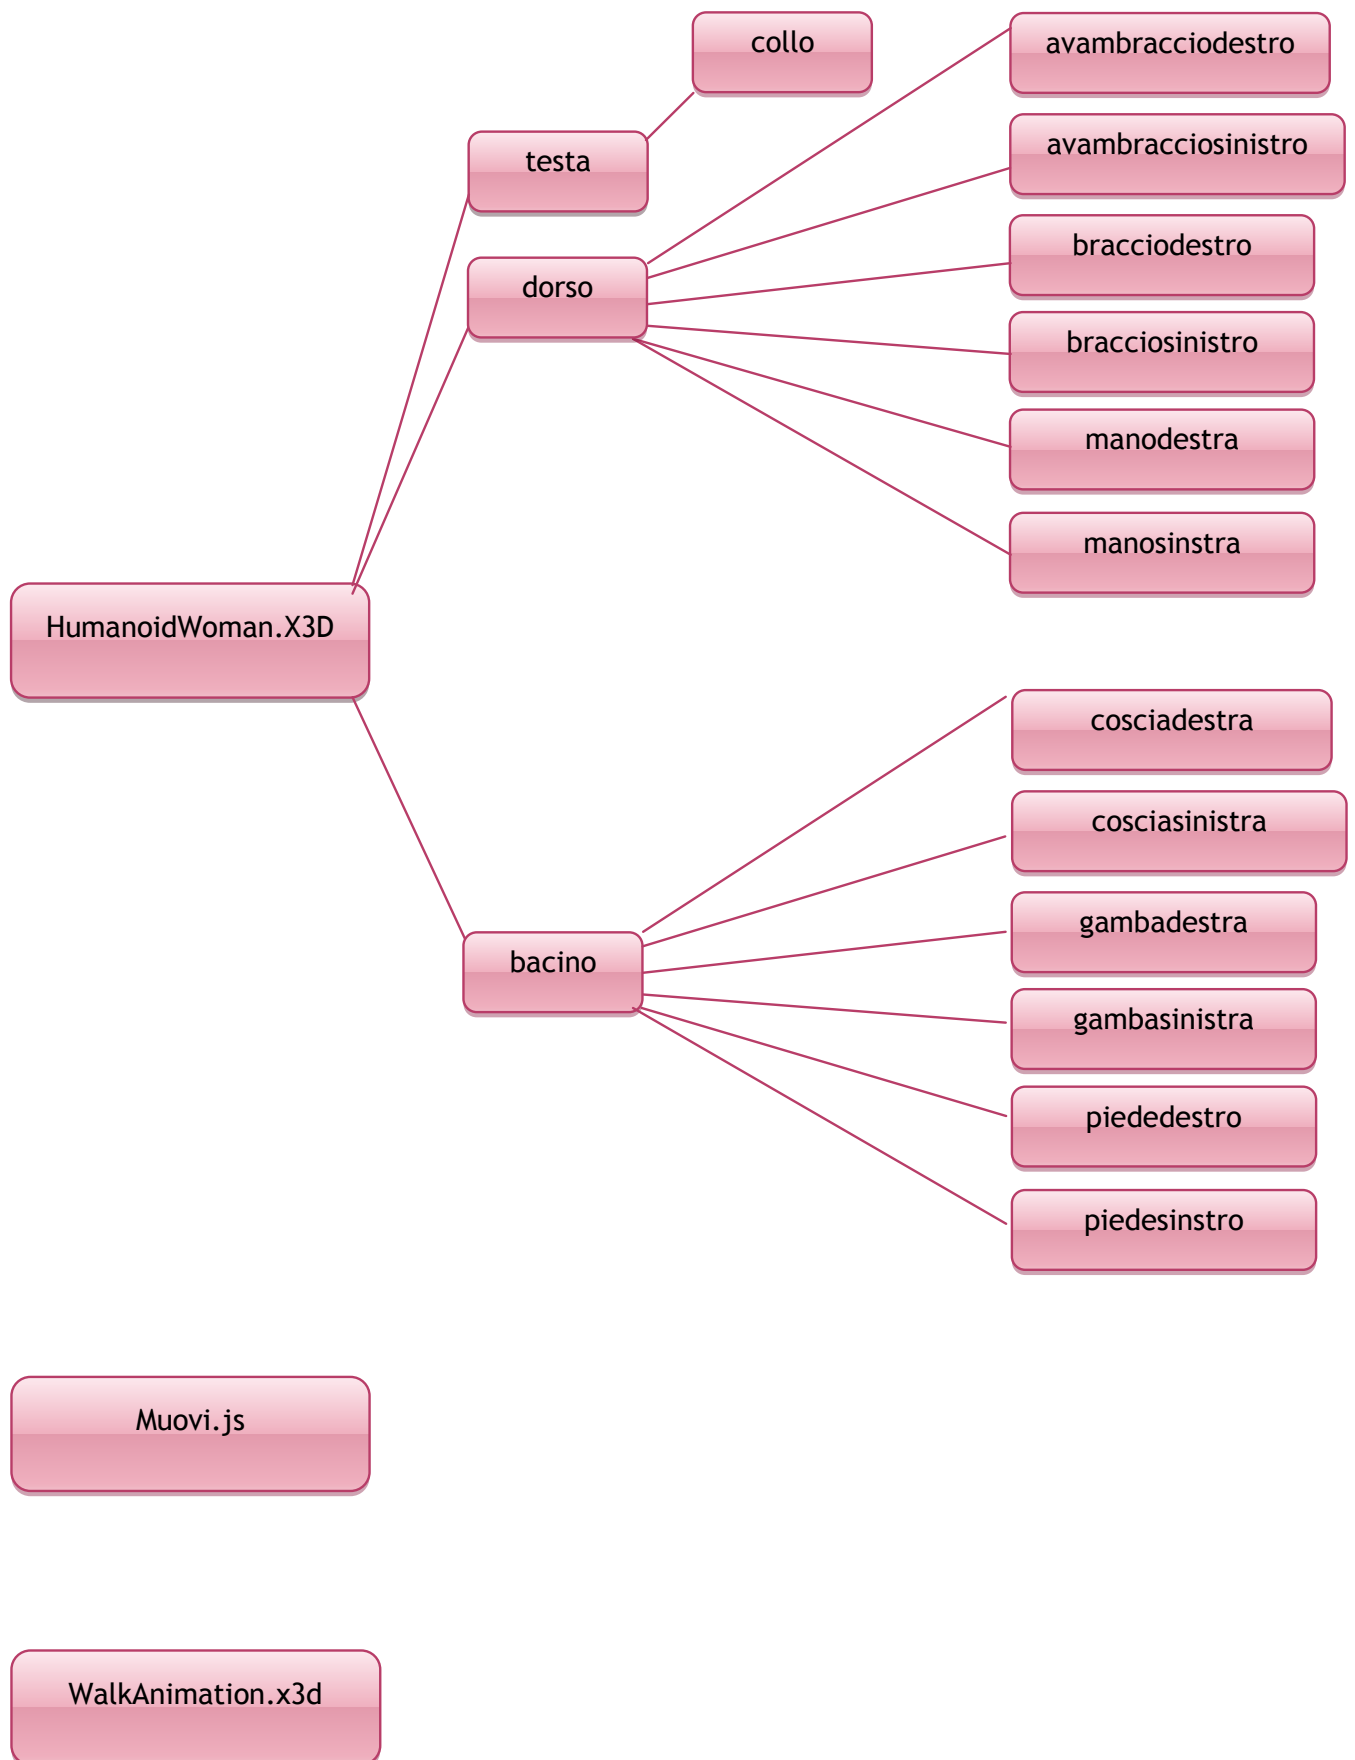 collo
avambracciodestro
testa
avambracciosinistro
dorso
bracciodestro
bracciosinistro
manodestra
manosinstra
HumanoidWoman.X3D
cosciadestra
cosciasinistra
gambadestra
bacino
gambasinistra
piededestro
piedesinstro
Muovi.js
WalkAnimation.x3d